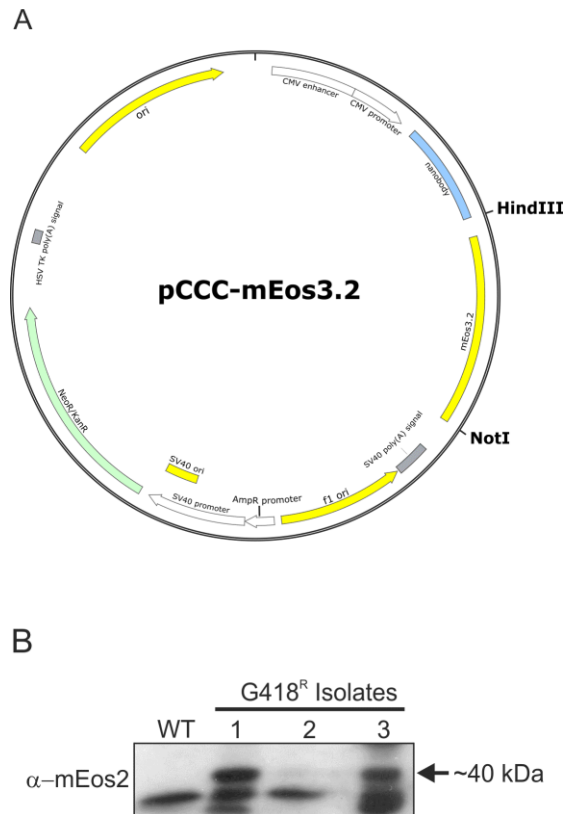 A
CMV enhancer
CMV promoter
ori
nanobody
HindIII
HSV TK poly(A) signal
pCCC-mEos3.2
mEos3.2
NeoR/KanR
NotI
SV40 poly(A) signal
SV40 ori
AmpR promoter
SV40 promoter
f1 ori
B
G418ᴿ Isolates
WT 1 2 3
α–mEos2
~40 kDa